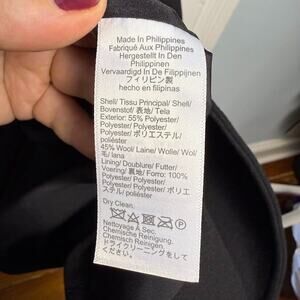 Made In Philippines
Fabriqué Aux Philippines
Hergestellt In Den
Philippinen
Vervaardigd In De Filippijnen
フィリピン製
hecho en filipinas
Shell/ Tissu Principal/ Shell/
Bovenstof/ 表地/ Tela
Exterior: 55% Polyester/
Polyester/ Polyester/
Polyester/ ポリエステル/
poliéster
45% Wool/ Laine/ Wolle/ Wol/
毛/ lana
Lining/ Doublure/ Futter/
Voering/ 裏地/ Forro: 100%
Polyester/ Polyester/
Polyester/ Polyester/ ポリエ
ステル/ poliéster
Dry Clean.
Nettoyage À Sec.
Chemische Reinigung.
Chemisch Reinigen.
ドライクリーニングをして
ください。